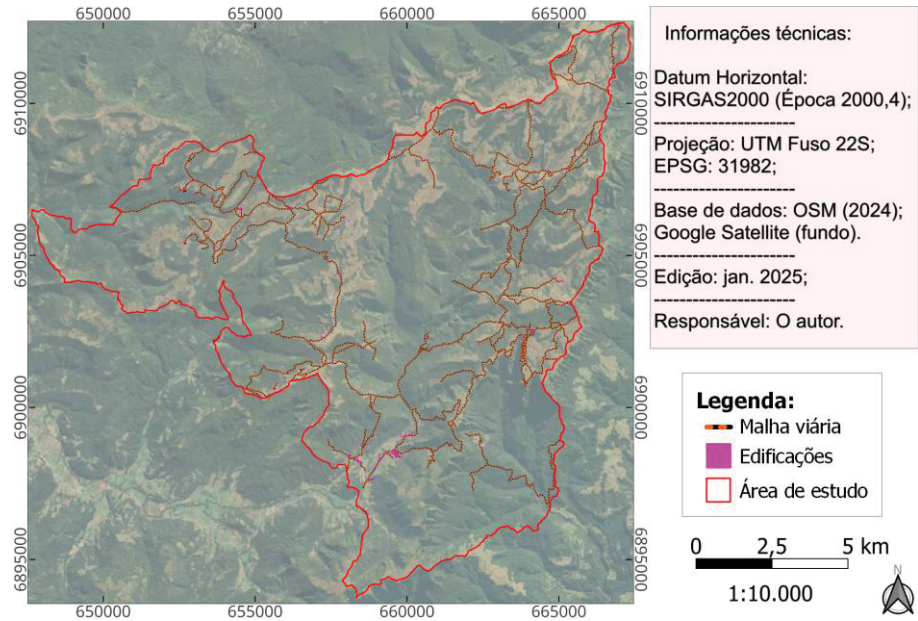 650000 655000 660000 665000
6910000
6905000
6900000
6895000
6910000
6905000
6900000
6895000
650000 655000 660000 665000
Informações técnicas:
Datum Horizontal:
SIRGAS2000 (Época 2000,4);
----------------------
Projeção: UTM Fuso 22S;
EPSG: 31982;
----------------------
Base de dados: OSM (2024);
Google Satellite (fundo).
----------------------
Edição: jan. 2025;
----------------------
Responsável: O autor.
Legenda:
Malha viária
Edificações
Área de estudo
0 2,5 5 km
1:10.000
N